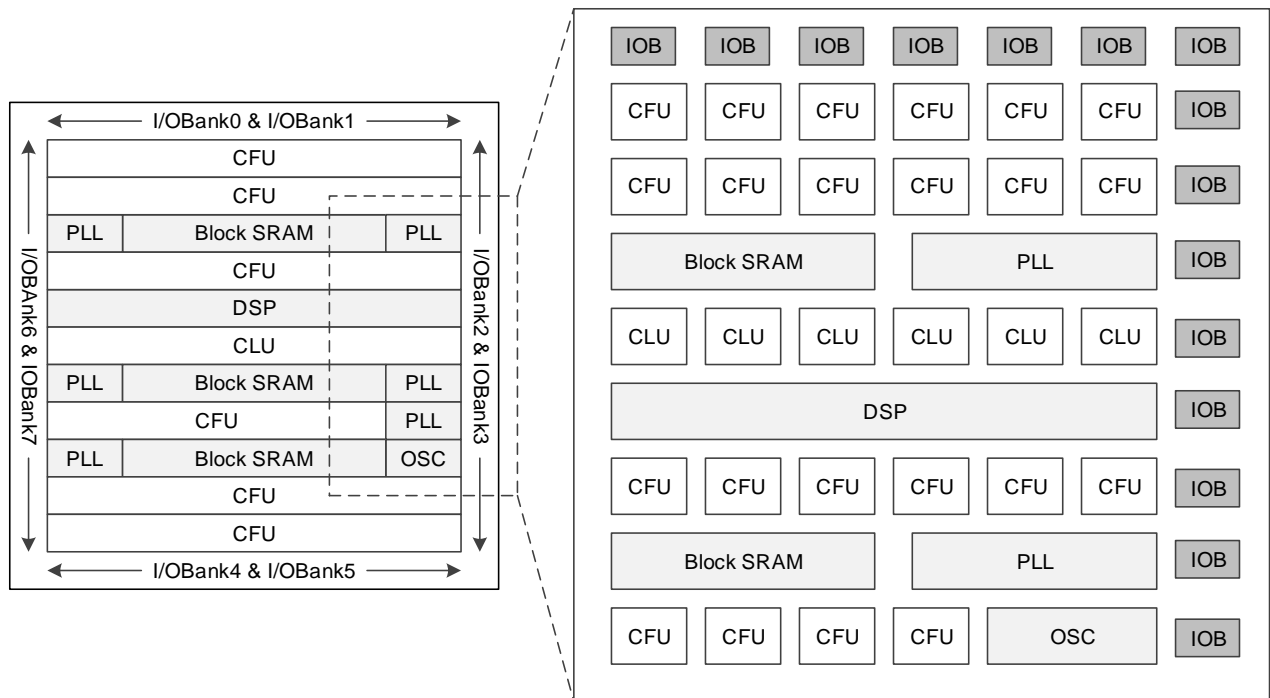 I/OBank0 & I/OBank1
CFU
CFU
PLL Block SRAM PLL
CFU
DSP
CLU
PLL Block SRAM PLL
CFU PLL
PLL Block SRAM OSC
CFU
CFU
I/OBank4 & I/OBank5
I/OBAnk6 & IOBank7
I/OBank2 & IOBank3
IOB IOB IOB IOB IOB IOB IOB
CFU CFU CFU CFU CFU CFU IOB
CFU CFU CFU CFU CFU CFU IOB
Block SRAM PLL IOB
CLU CLU CLU CLU CLU CLU IOB
DSP IOB
CFU CFU CFU CFU CFU CFU IOB
Block SRAM PLL IOB
CFU CFU CFU CFU OSC IOB